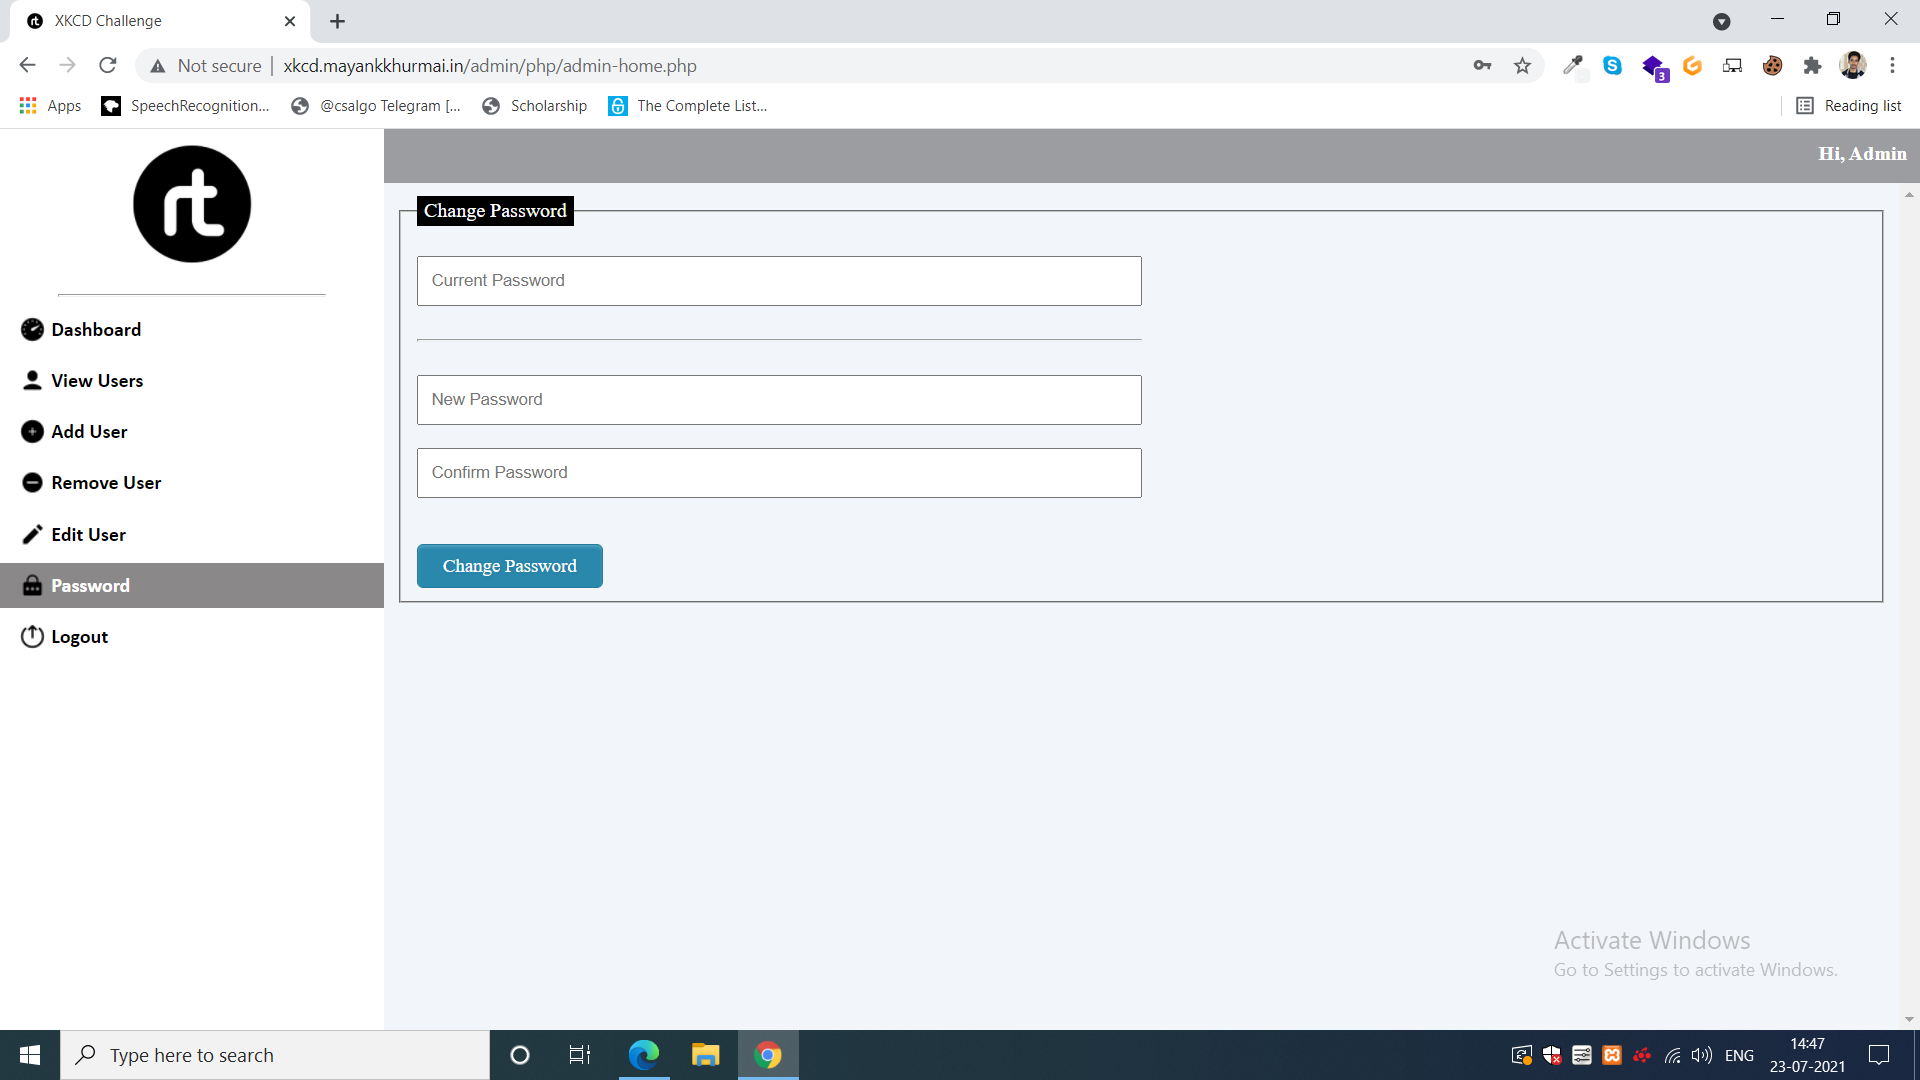 XKCD Challenge
Not secure
xkcd.mayankkhurmai.in/admin/php/admin-home.php
3
Apps
SpeechRecognition...
@csalgo Telegram [...
Scholarship
The Complete List...
Reading list
rt
Hi, Admin
Change Password
Current Password
New Password
Confirm Password
Change Password
Dashboard
View Users
Add User
Remove User
Edit User
Password
Logout
Activate Windows
Go to Settings to activate Windows.
Type here to search
ENG
14:47
23-07-2021